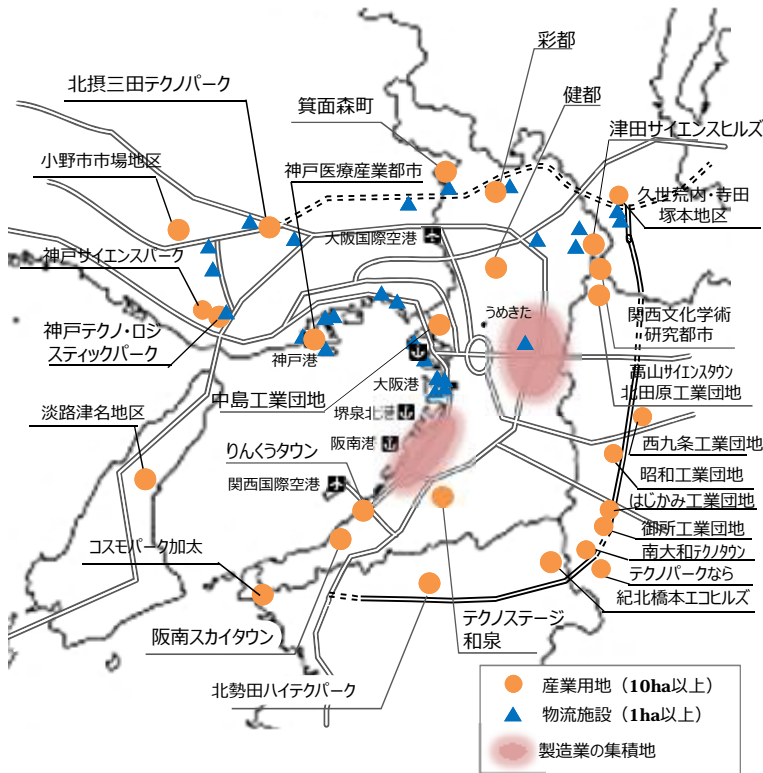 彩都
北摂三田テクノパーク
健都
箕面森町
津田サイエンスヒルズ
小野市市場地区
神戸医療産業都市
久世荒内・寺田
塚本地区
大阪国際空港
神戸サイエンスパーク
うめきた
関西文化学術
研究都市
神戸テクノ・ロジ
スティックパーク
神戸港
高山サイエンスタウン
大阪港
北田原工業団地
中島工業団地
淡路津名地区
堺泉北港
阪南港
西九条工業団地
りんくうタウン
昭和工業団地
関西国際空港
はじかみ工業団地
御所工業団地
コスモパーク加太
南大和テクノタウン
テクノパークなら
紀北橋本エコヒルズ
テクノステージ
和泉
阪南スカイタウン
北勢田ハイテクパーク
産業用地（10ha以上）
物流施設（1ha以上）
製造業の集積地